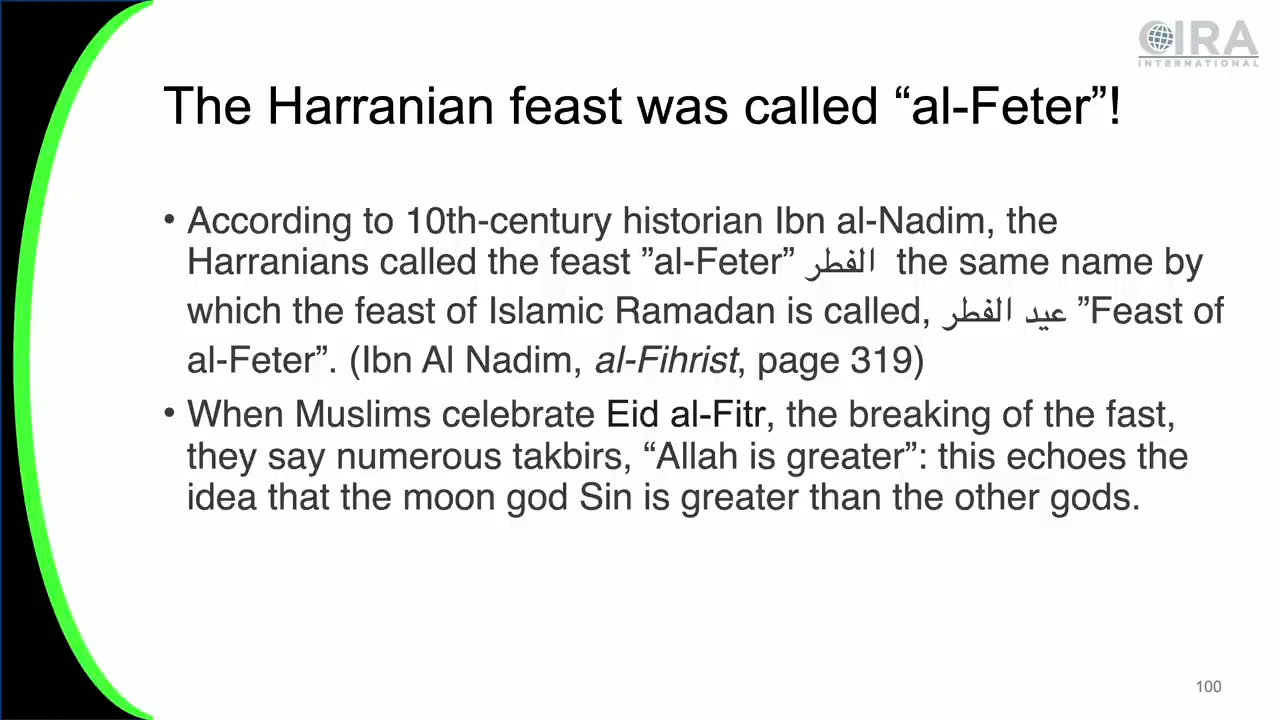 CIRA
INTERNATIONAL
The Harranian feast was called “al-Feter”!
• According to 10th-century historian Ibn al-Nadim, the
Harranians called the feast ”al-Feter” الفطر the same name by
which the feast of Islamic Ramadan is called, عيد الفطر ”Feast of
al-Feter”. (Ibn Al Nadim, al-Fihrist, page 319)
• When Muslims celebrate Eid al-Fitr, the breaking of the fast,
they say numerous takbirs, “Allah is greater”: this echoes the
idea that the moon god Sin is greater than the other gods.
100